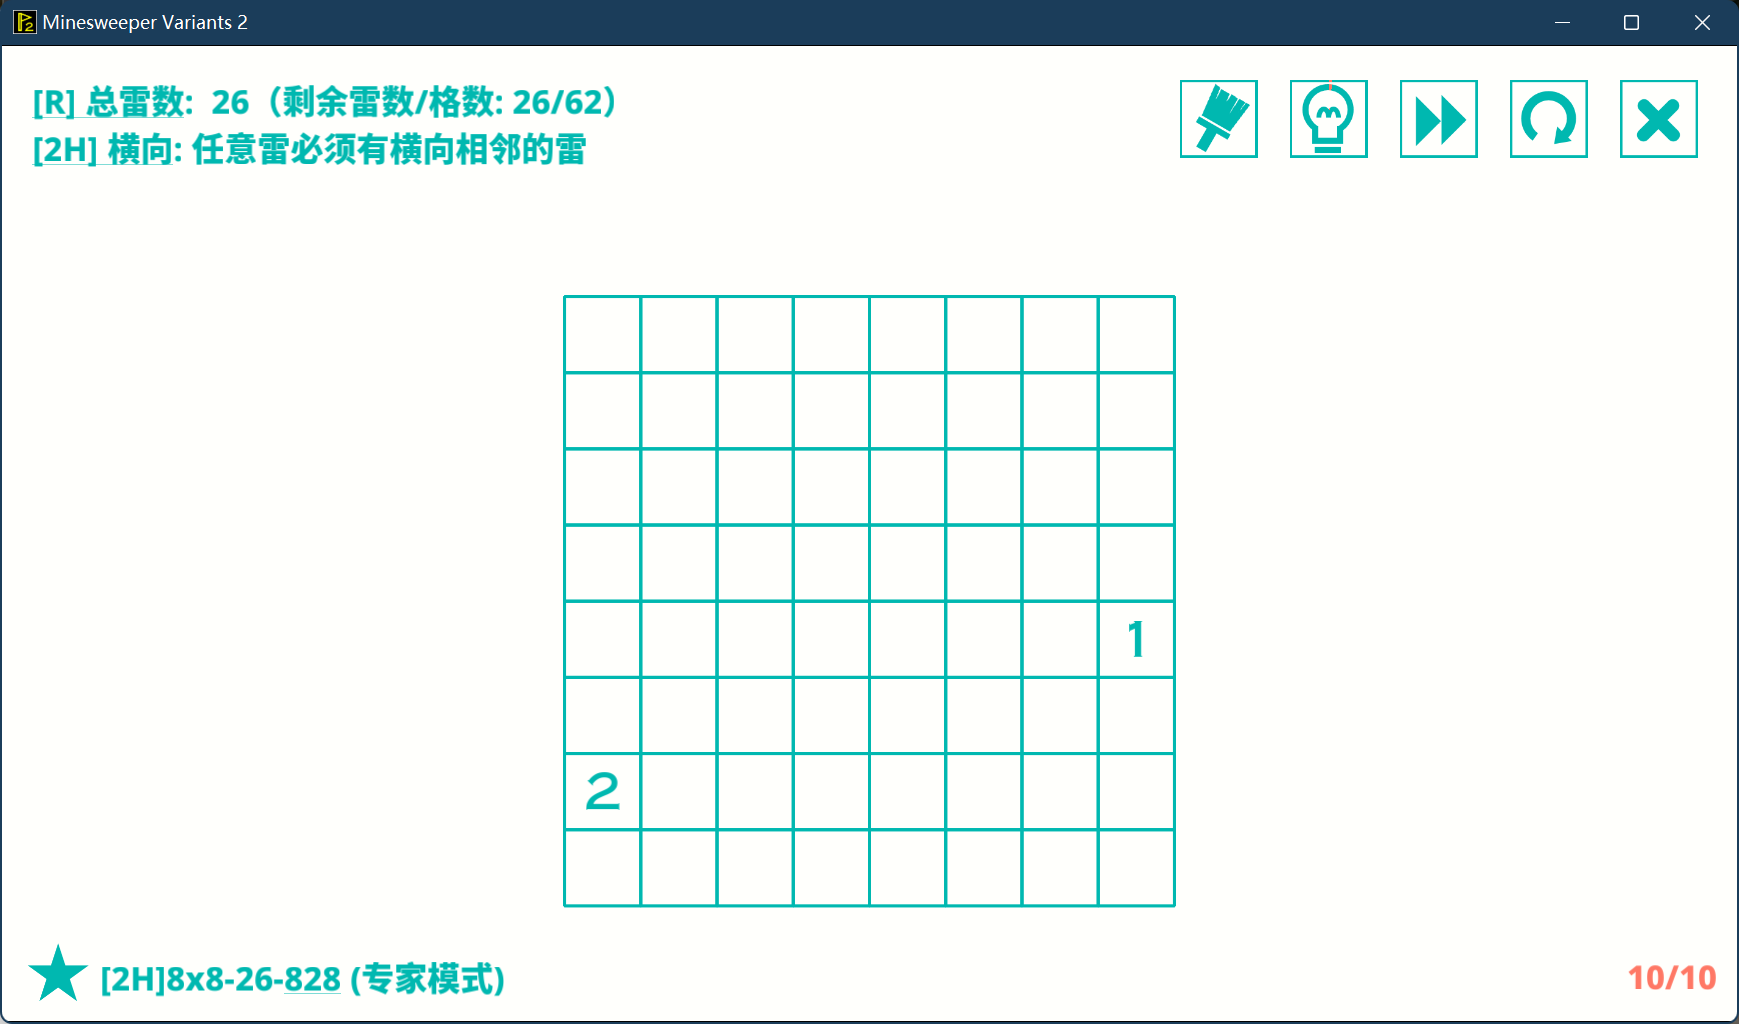 Minesweeper Variants 2
[R] 总雷数: 26（剩余雷数/格数: 26/62）
[2H] 横向: 任意雷必须有横向相邻的雷
1
2
[2H]8x8-26-828 (专家模式)
10/10